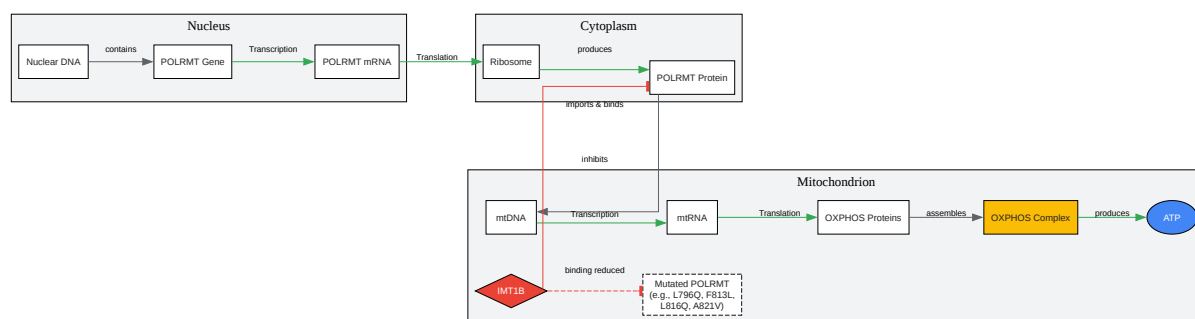 Nucleus
Nuclear DNA
contains
POLRMT Gene
Transcription
POLRMT mRNA
Translation
Cytoplasm
Ribosome
produces
POLRMT Protein
imports & binds
inhibits
Mitochondrion
mtDNA
Transcription
mtRNA
Translation
OXPHOS Proteins
assembles
OXPHOS Complex
produces
ATP
IMT1B
binding reduced
Mutated POLRMT
(e.g., L796Q, F813L,
L816Q, A821V)